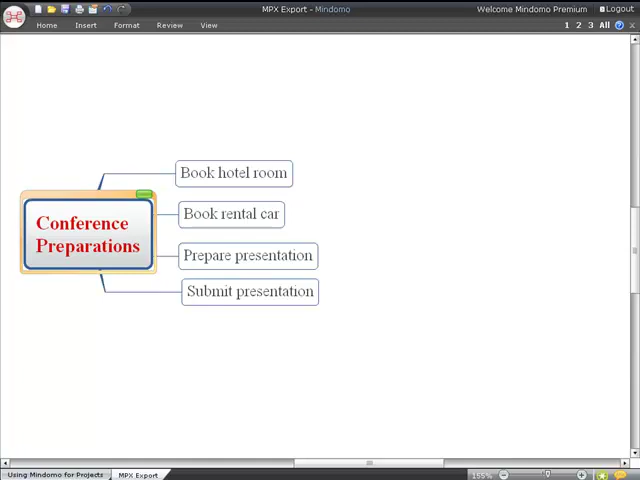 MPX Export - Mindomo
Welcome Mindomo Premium
Logout
Home Insert Format Review View
1 2 3 All
Book hotel room
Book rental car
Conference
Preparations
Prepare presentation
Submit presentation
155%
Using Mindomo for Projects
MPX Export